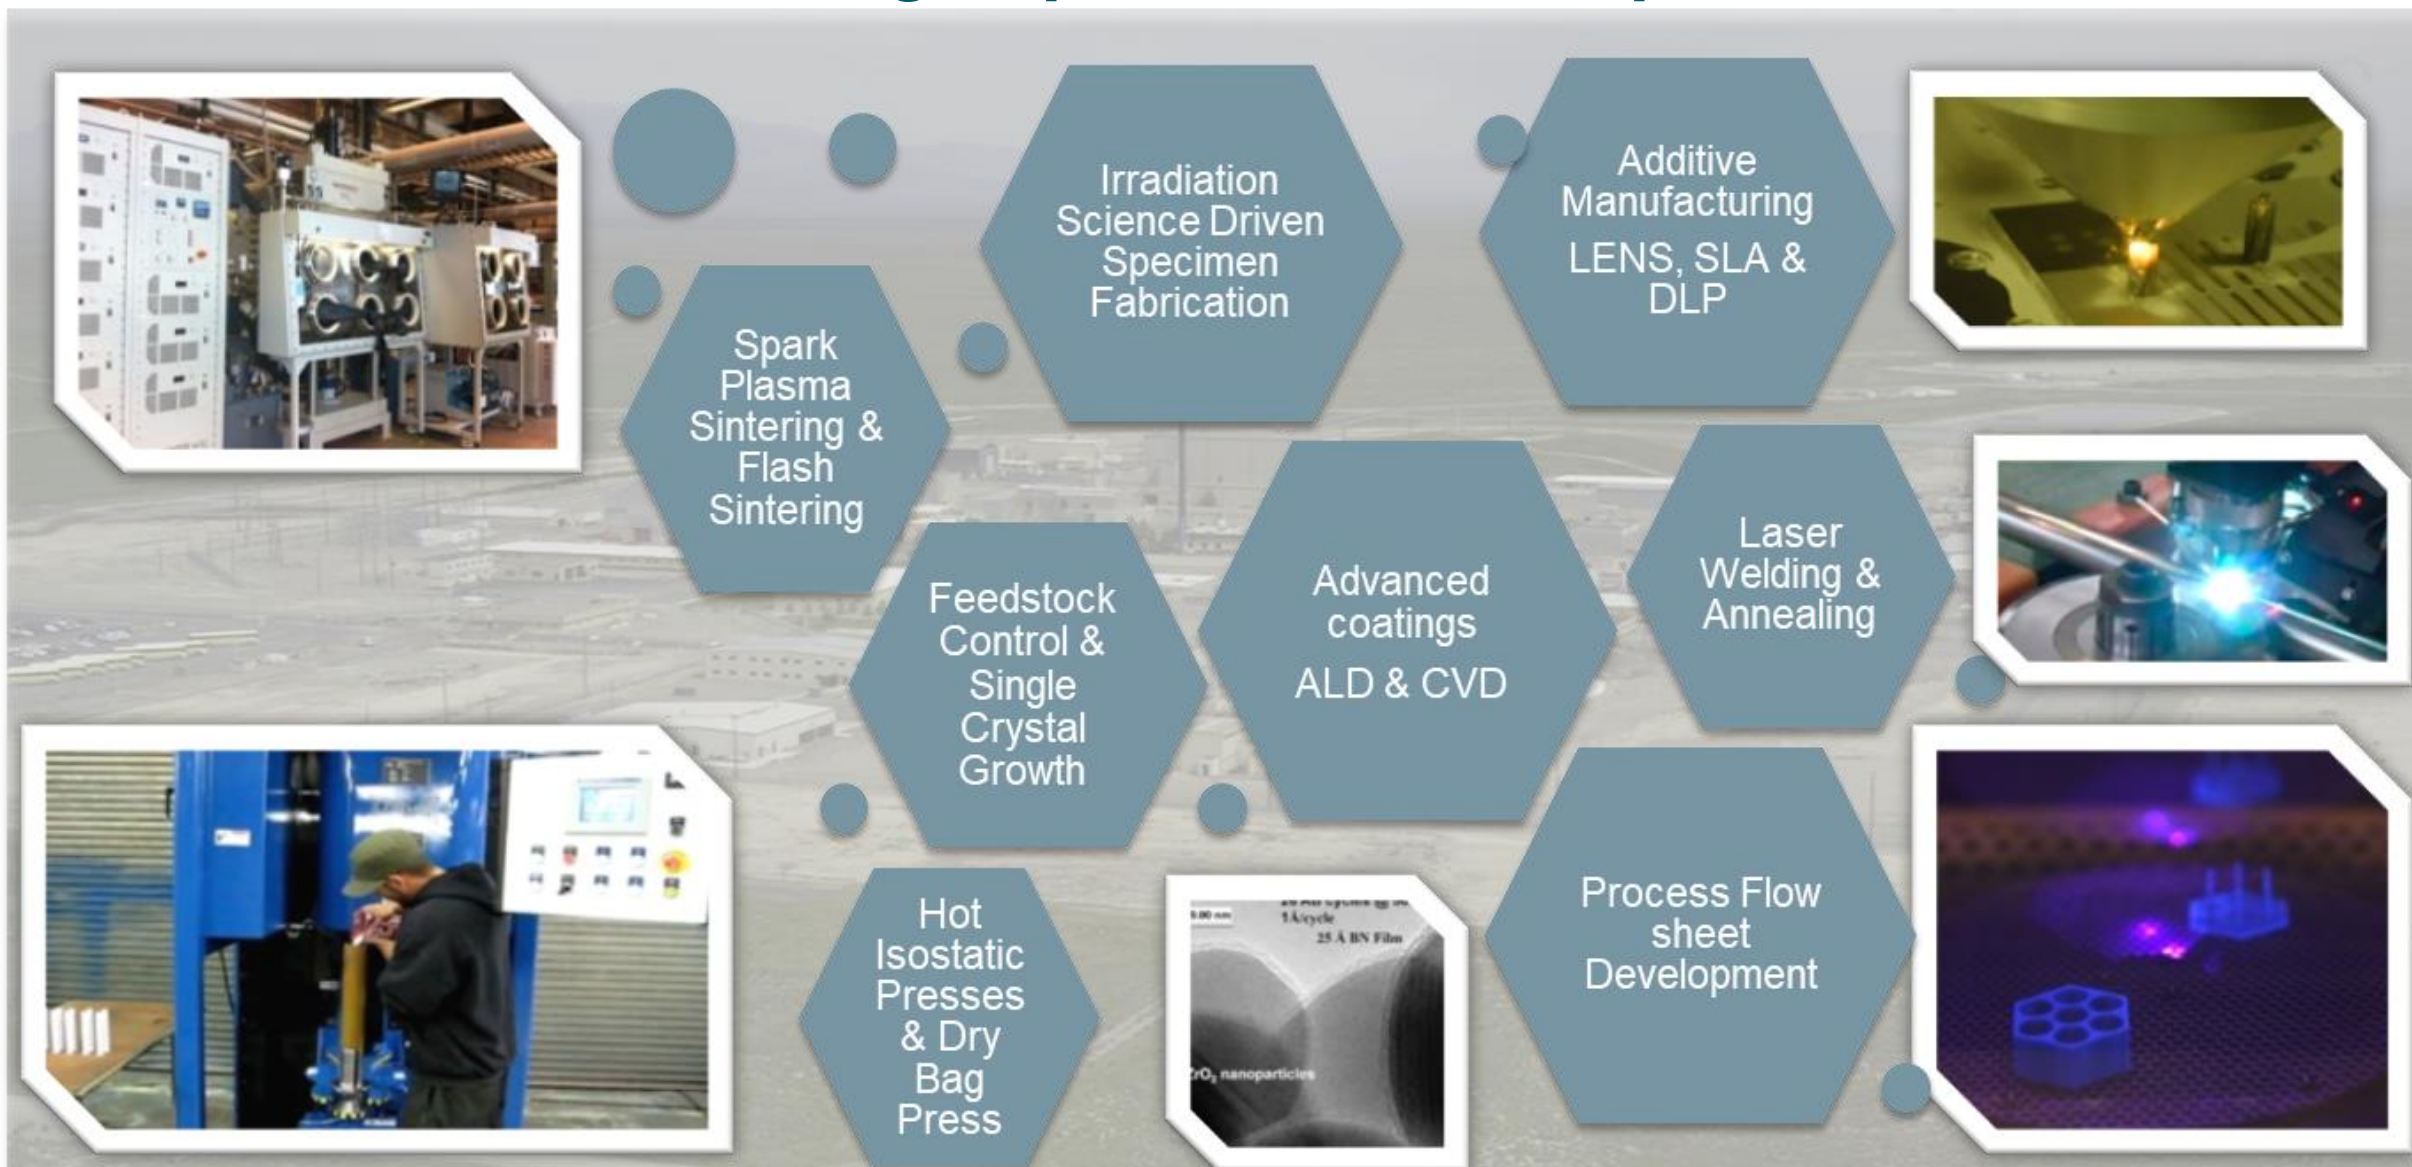 Irradiation
Science Driven
Specimen
Fabrication
Additive
Manufacturing
LENS, SLA &
DLP
Spark
Plasma
Sintering &
Flash
Sintering
Feedstock
Control &
Single
Crystal
Growth
Advanced
coatings
ALD & CVD
Laser
Welding &
Annealing
Hot
Isostatic
Presses
& Dry
Bag
Press
Process Flow
sheet
Development
1Å/cycle
25 Å BN Film
nanoparticles